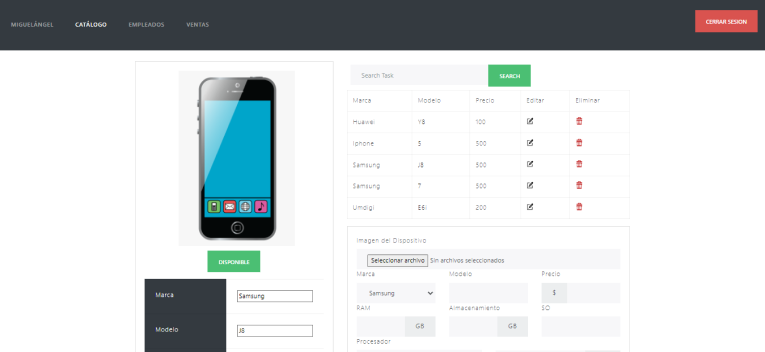 MIGUELÁNGEL CATÁLOGO EMPLEADOS VENTAS CERRAR SESION
DISPONIBLE
Marca Samsung
Modelo J8
Search Task SEARCH
Marca Modelo Precio Editar Eliminar
Huawei Y8 100
Iphone 5 500
Samsung J8 500
Samsung 7 500
Umdigi E6i 200
Imagen del Dispositivo
Seleccionar archivo Sin archivos seleccionados
Marca Modelo Precio
Samsung $
RAM Almacenamiento SO
GB GB
Procesador